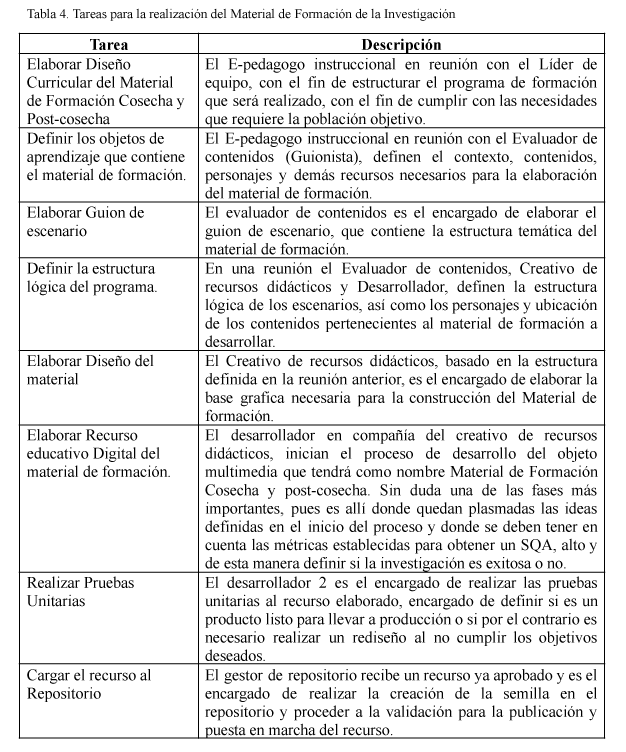 Tabla 4. Tareas para la realización del Material de Formación de la Investigación
Tarea
Descripción
Elaborar Diseño
Curricular del Material
de Formación Cosecha y
Post-cosecha
El E-pedagogo instruccional en reunión con el Líder de
equipo, con el fin de estructurar el programa de formación
que será realizado, con el fin de cumplir con las necesidades
que requiere la población objetivo.
Definir los objetos de
aprendizaje que contiene
el material de formación.
El E-pedagogo instruccional en reunión con el Evaluador de
contenidos (Guionista), definen el contexto, contenidos,
personajes y demás recursos necesarios para la elaboración
del material de formación.
Elaborar Guion de
escenario
El evaluador de contenidos es el encargado de elaborar el
guion de escenario, que contiene la estructura temática del
material de formación.
Definir la estructura
lógica del programa.
En una reunión el Evaluador de contenidos, Creativo de
recursos didácticos y Desarrollador, definen la estructura
lógica de los escenarios, así como los personajes y ubicación
de los contenidos pertenecientes al material de formación a
desarrollar.
Elaborar Diseño del
material
El Creativo de recursos didácticos, basado en la estructura
definida en la reunión anterior, es el encargado de elaborar la
base grafica necesaria para la construcción del Material de
formación.
Elaborar Recurso
educativo Digital del
material de formación.
El desarrollador en compañía del creativo de recursos
didácticos, inician el proceso de desarrollo del objeto
multimedia que tendrá como nombre Material de Formación
Cosecha y post-cosecha. Sin duda una de las fases más
importantes, pues es allí donde quedan plasmadas las ideas
definidas en el inicio del proceso y donde se deben tener en
cuenta las métricas establecidas para obtener un SQA, alto y
de esta manera definir si la investigación es exitosa o no.
Realizar Pruebas
Unitarias
El desarrollador 2 es el encargado de realizar las pruebas
unitarias al recurso elaborado, encargado de definir si es un
producto listo para llevar a producción o si por el contrario es
necesario realizar un rediseño al no cumplir los objetivos
deseados.
Cargar el recurso al
Repositorio
El gestor de repositorio recibe un recurso ya aprobado y es el
encargado de realizar la creación de la semilla en el
repositorio y proceder a la validación para la publicación y
puesta en marcha del recurso.